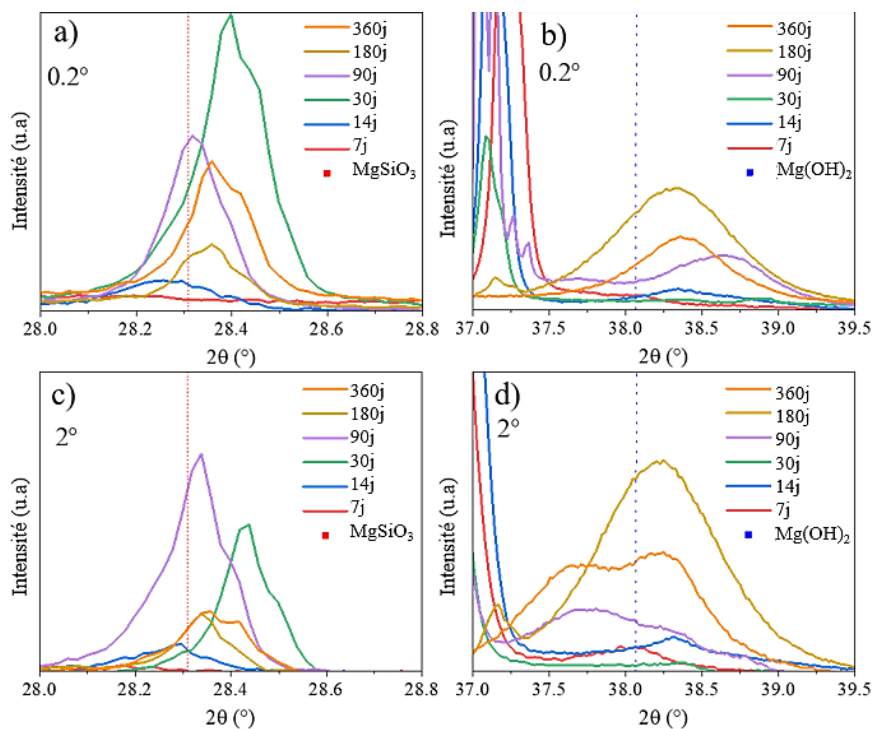 a)
0.2°
360j
180j
90j
30j
14j
7j
MgSiO3
Intensité (u.a)
28.0 28.2 28.4 28.6 28.8
2θ (°)
b)
0.2°
360j
180j
90j
30j
14j
7j
Mg(OH)2
Intensité (u.a)
37.0 37.5 38.0 38.5 39.0 39.5
2θ (°)
c)
2°
360j
180j
90j
30j
14j
7j
MgSiO3
Intensité (u.a)
28.0 28.2 28.4 28.6 28.8
2θ (°)
d)
2°
360j
180j
90j
30j
14j
7j
Mg(OH)2
Intensité (u.a)
37.0 37.5 38.0 38.5 39.0 39.5
2θ (°)